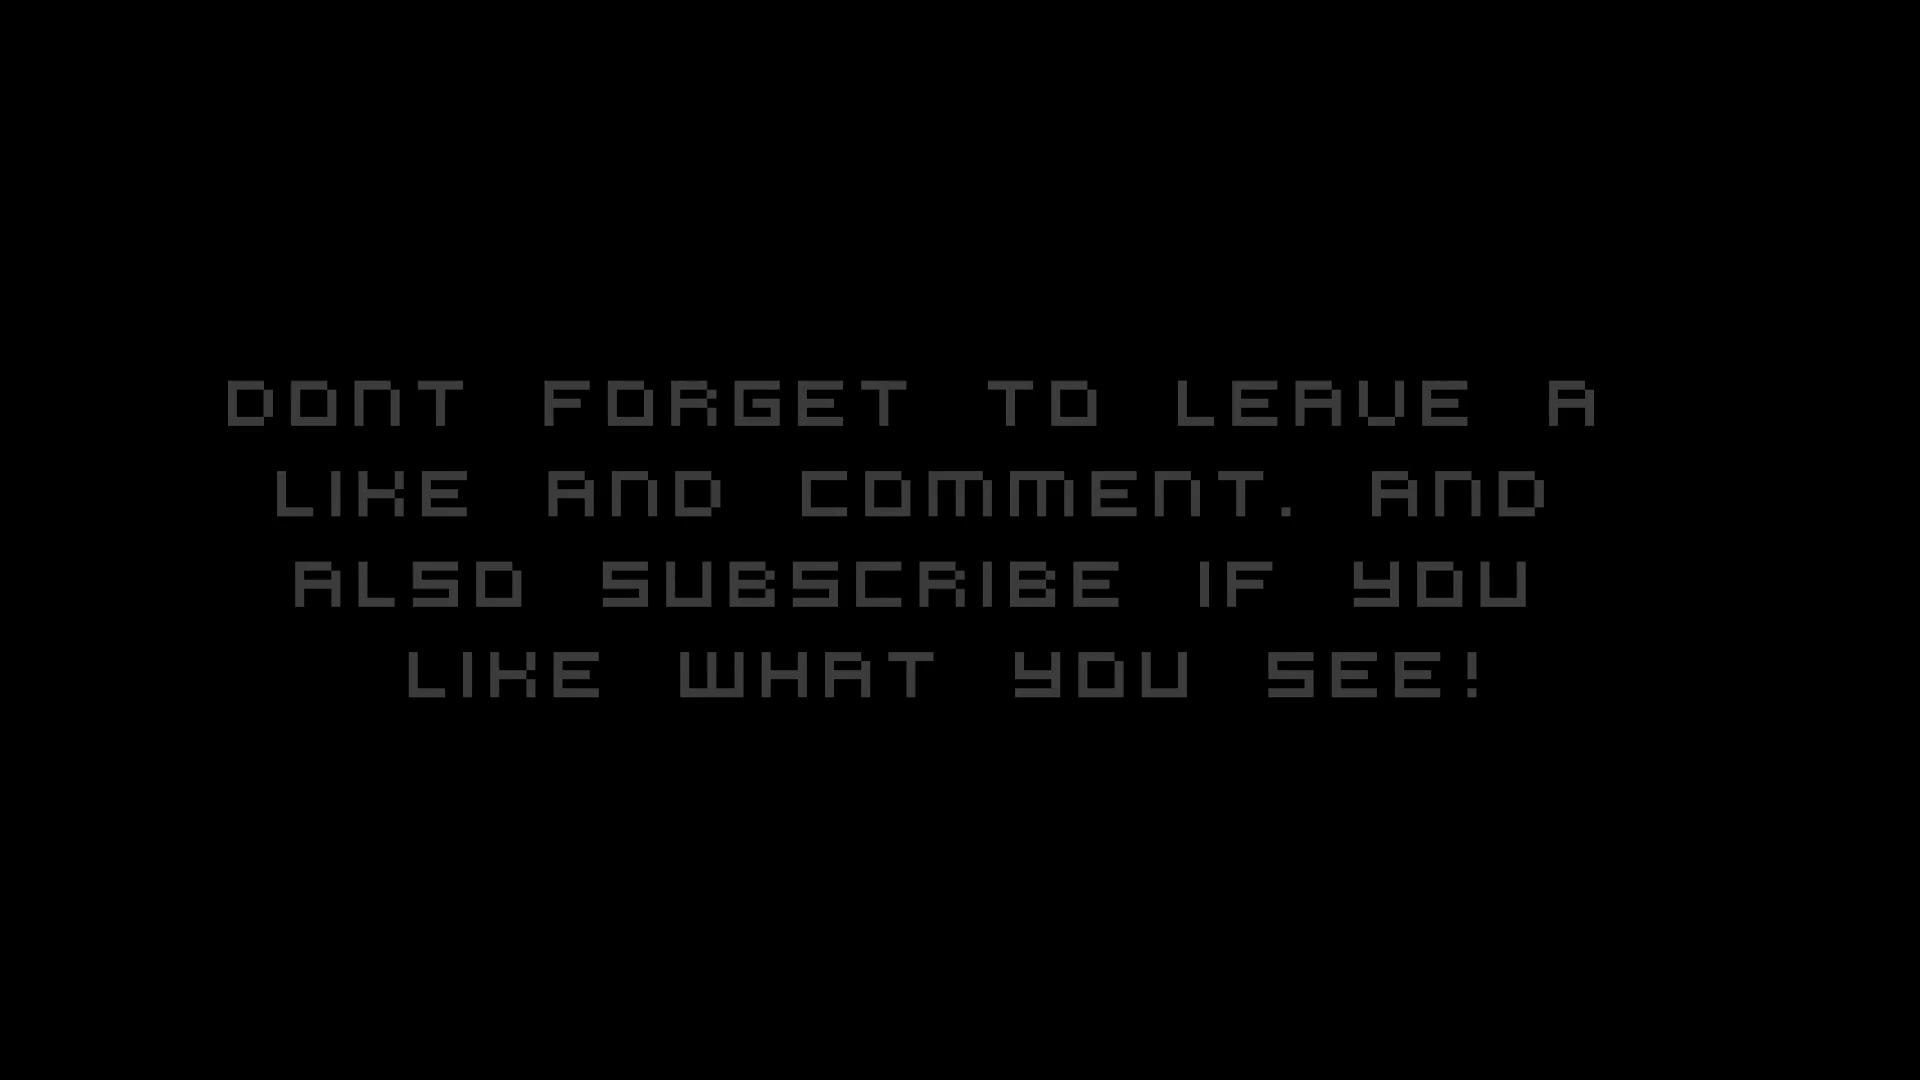 DONT FORGET TO LEAVE A
LIKE AND COMMENT. AND
ALSO SUBSCRIBE IF YOU
LIKE WHAT YOU SEE!